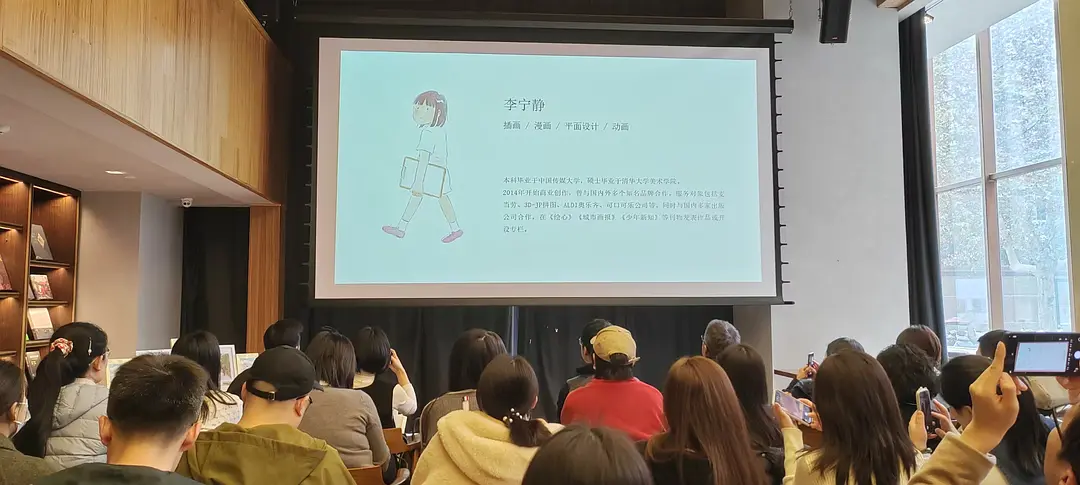 李宁静
插画 / 漫画 / 平面设计 / 动画
本科毕业于中国传媒大学，硕士毕业于清华大学美术学院。
2014年开始商业创作，曾与国内外多个知名品牌合作，服务对象包括麦
当劳、3D-JP拼图、ALDI奥乐齐、可口可乐公司等，同时与国内多家出版
公司合作，在《绘心》《城市画报》《少年新知》等刊物发表作品或开
设专栏。